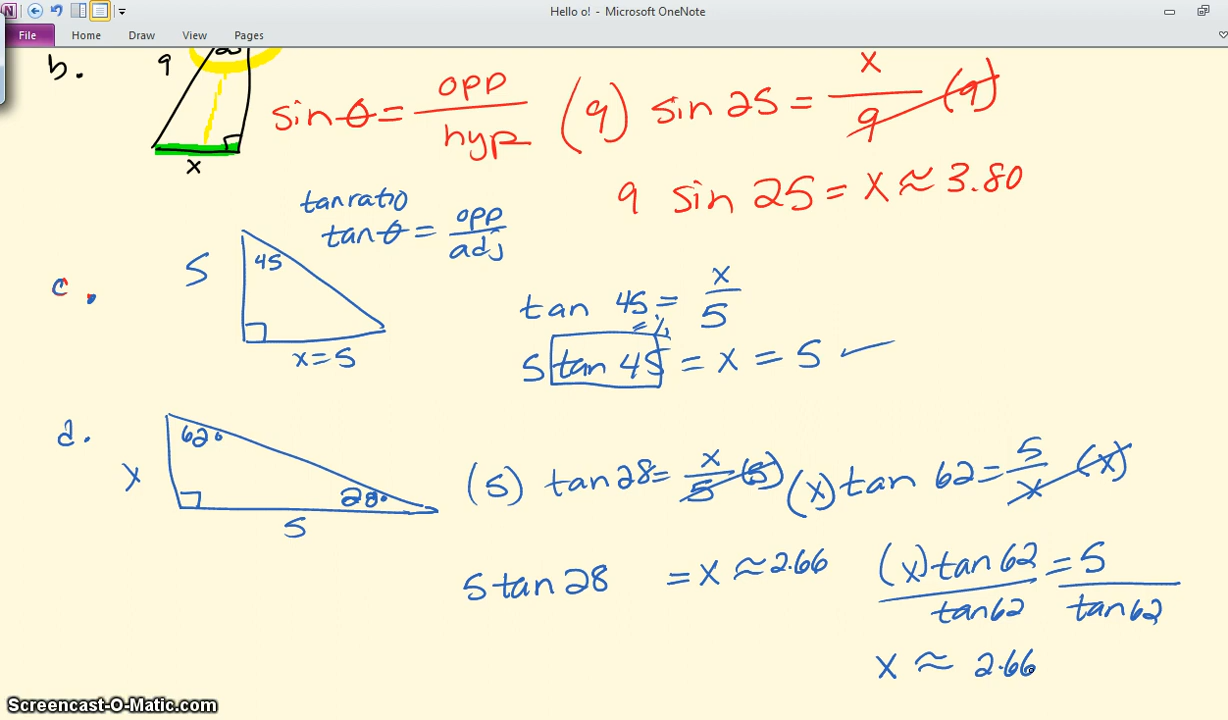 Hello o! - Microsoft OneNote
File Home Draw View Pages
b.
9
x
sin θ = opp / hyp
(9) sin 25 = x / 9 (9)
9 sin 25 = x ≈ 3.80
c.
tan ratio
tan θ = opp / adj
5
45
x = 5
tan 45 = x / 5
5 tan 45 = x = 5 ✓
d.
62°
x
28°
5
(5) tan 28 = x / 5 (5)
(x) tan 62 = 5 / x (x)
5 tan 28 = x ≈ 2.66
(x) tan 62 / tan 62 = 5 / tan 62
x ≈ 2.66
Screencast-O-Matic.com